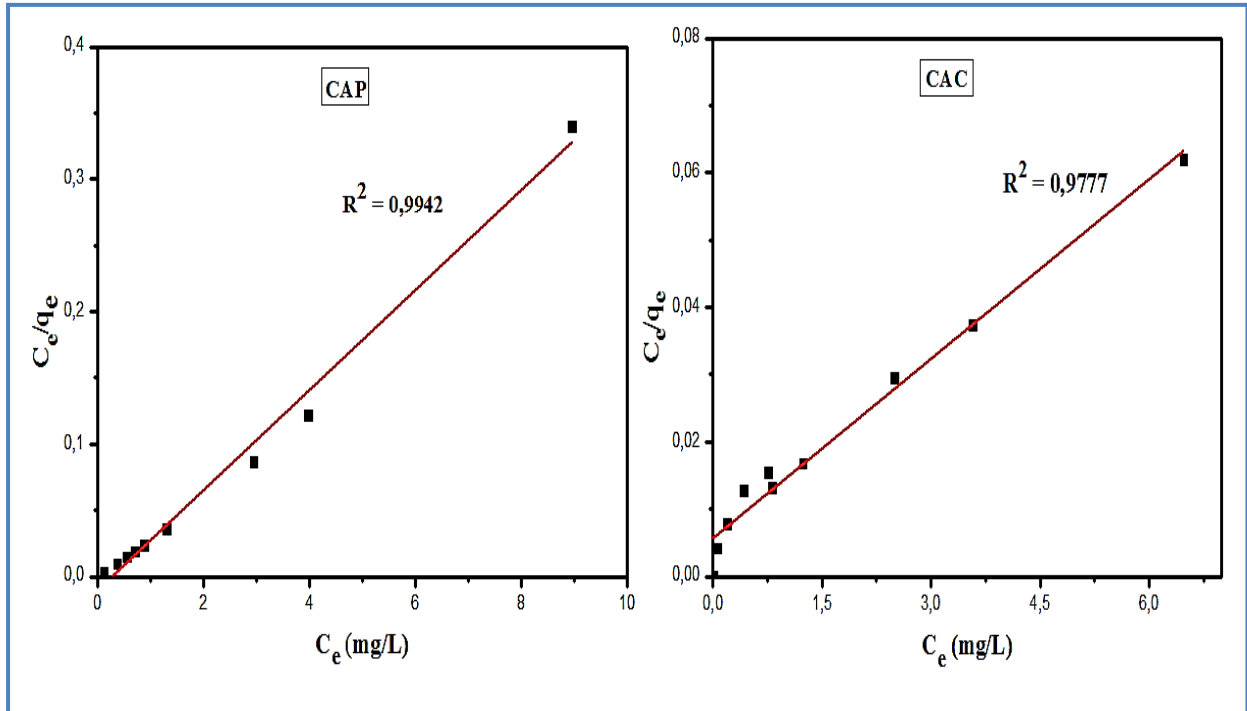 CAP
R² = 0,9942
0,4
0,3
0,2
0,1
0,0
Ce/qe
0
2
4
6
8
10
Ce (mg/L)
CAC
R² = 0,9777
0,08
0,06
0,04
0,02
0,00
Ce/qe
0,0
1,5
3,0
4,5
6,0
Ce (mg/L)